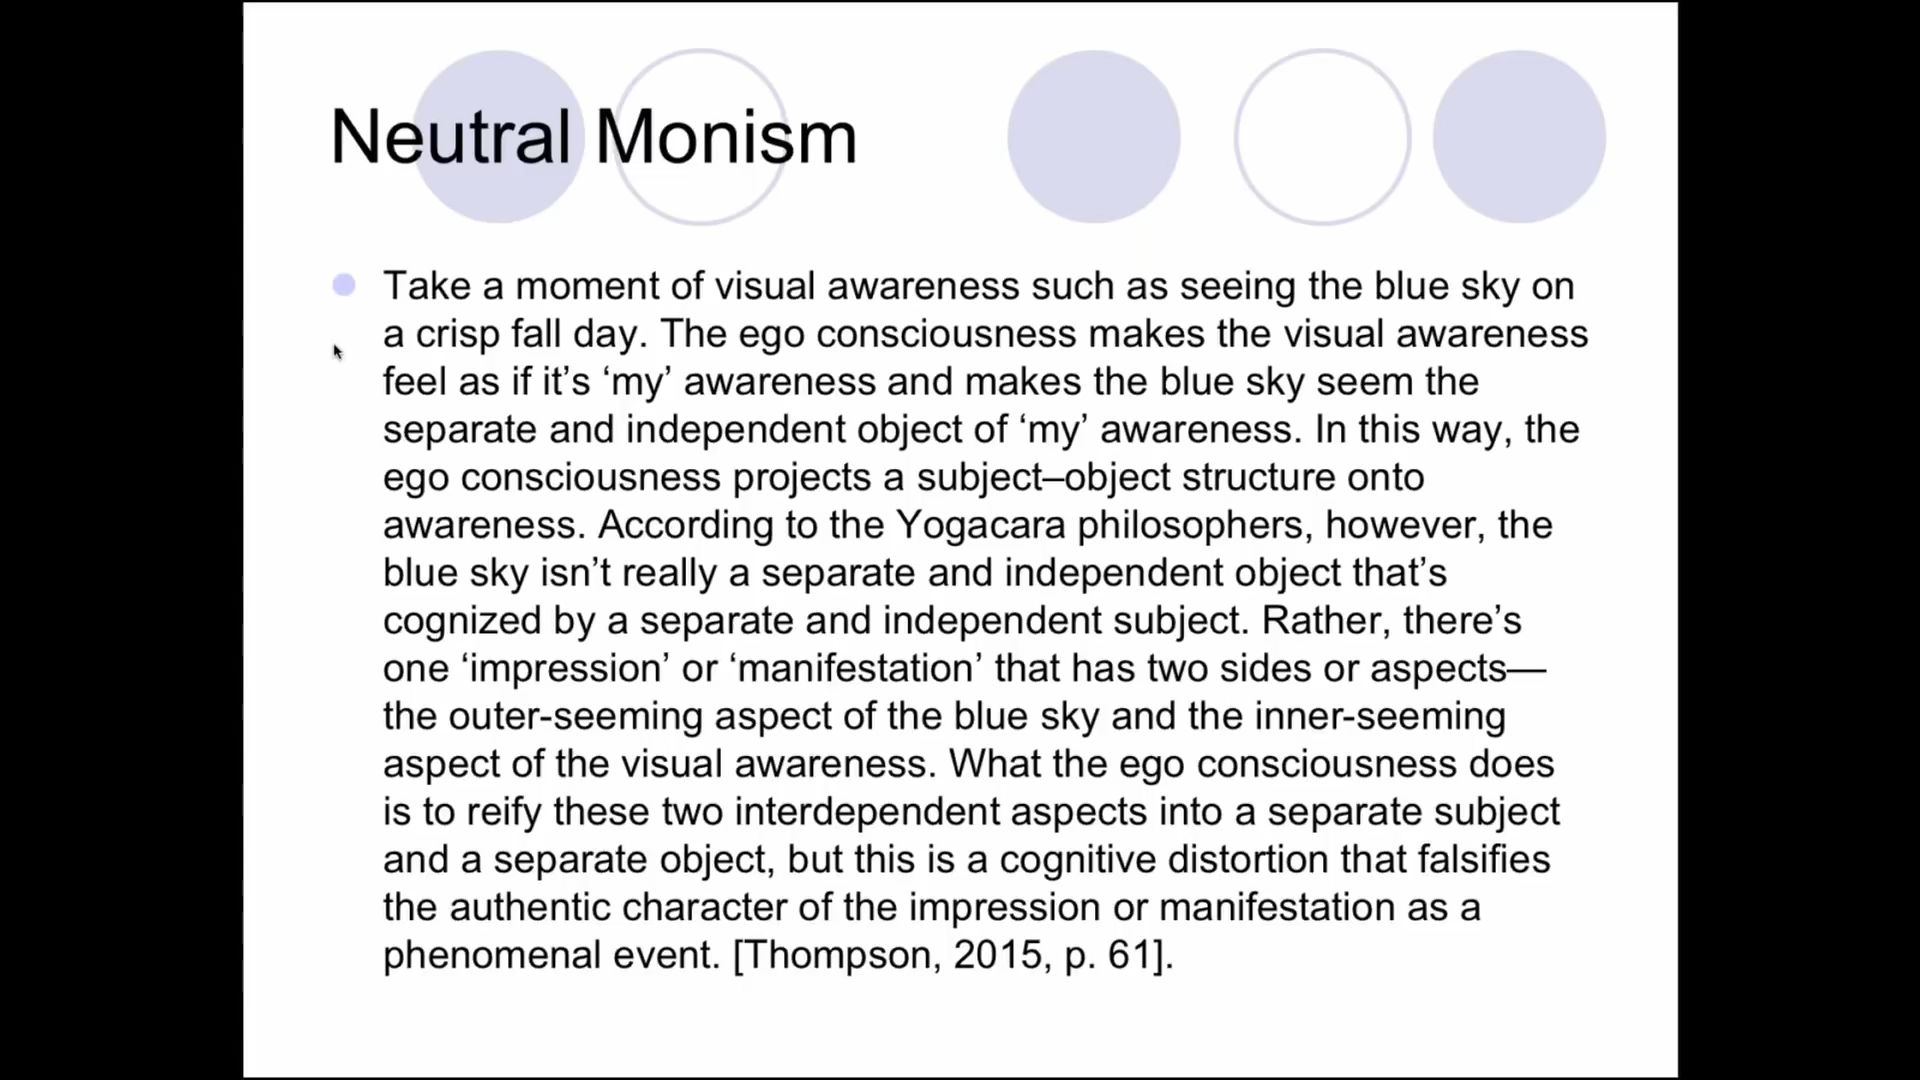 Neutral Monism
Take a moment of visual awareness such as seeing the blue sky on
a crisp fall day. The ego consciousness makes the visual awareness
feel as if it’s ‘my’ awareness and makes the blue sky seem the
separate and independent object of ‘my’ awareness. In this way, the
ego consciousness projects a subject–object structure onto
awareness. According to the Yogacara philosophers, however, the
blue sky isn’t really a separate and independent object that’s
cognized by a separate and independent subject. Rather, there’s
one ‘impression’ or ‘manifestation’ that has two sides or aspects—
the outer-seeming aspect of the blue sky and the inner-seeming
aspect of the visual awareness. What the ego consciousness does
is to reify these two interdependent aspects into a separate subject
and a separate object, but this is a cognitive distortion that falsifies
the authentic character of the impression or manifestation as a
phenomenal event. [Thompson, 2015, p. 61].